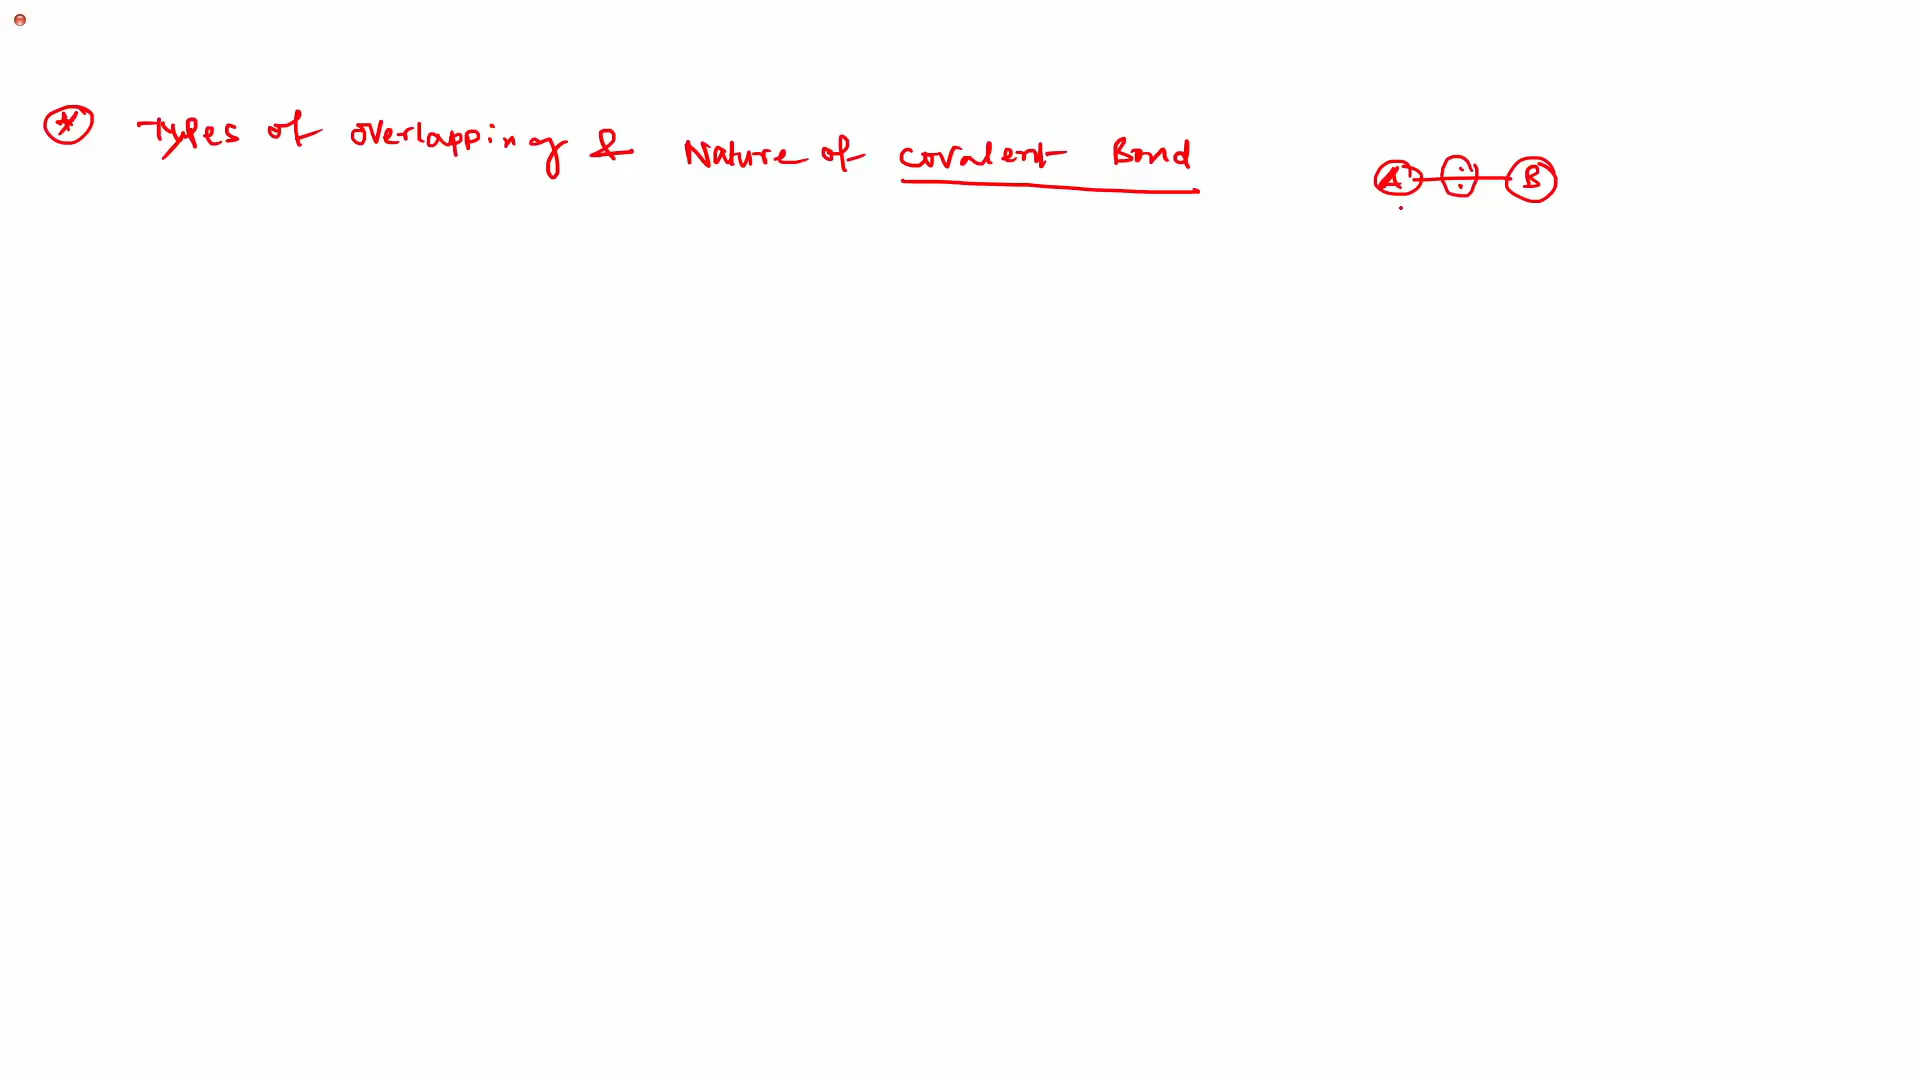 * Types of overlapping & Nature of covalent Bond
A : B